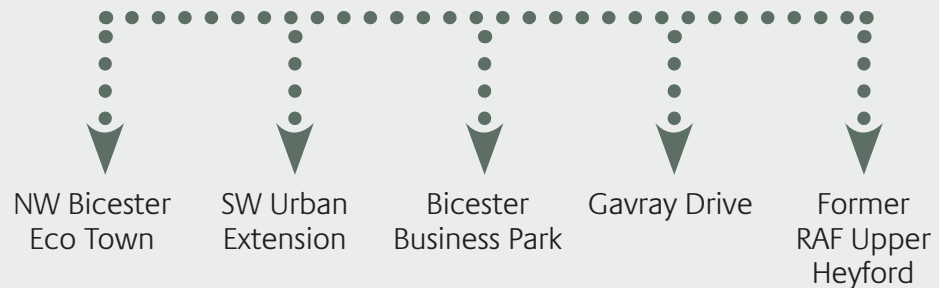 NW Bicester
Eco Town
SW Urban
Extension
Bicester
Business Park
Gavray Drive
Former
RAF Upper
Heyford